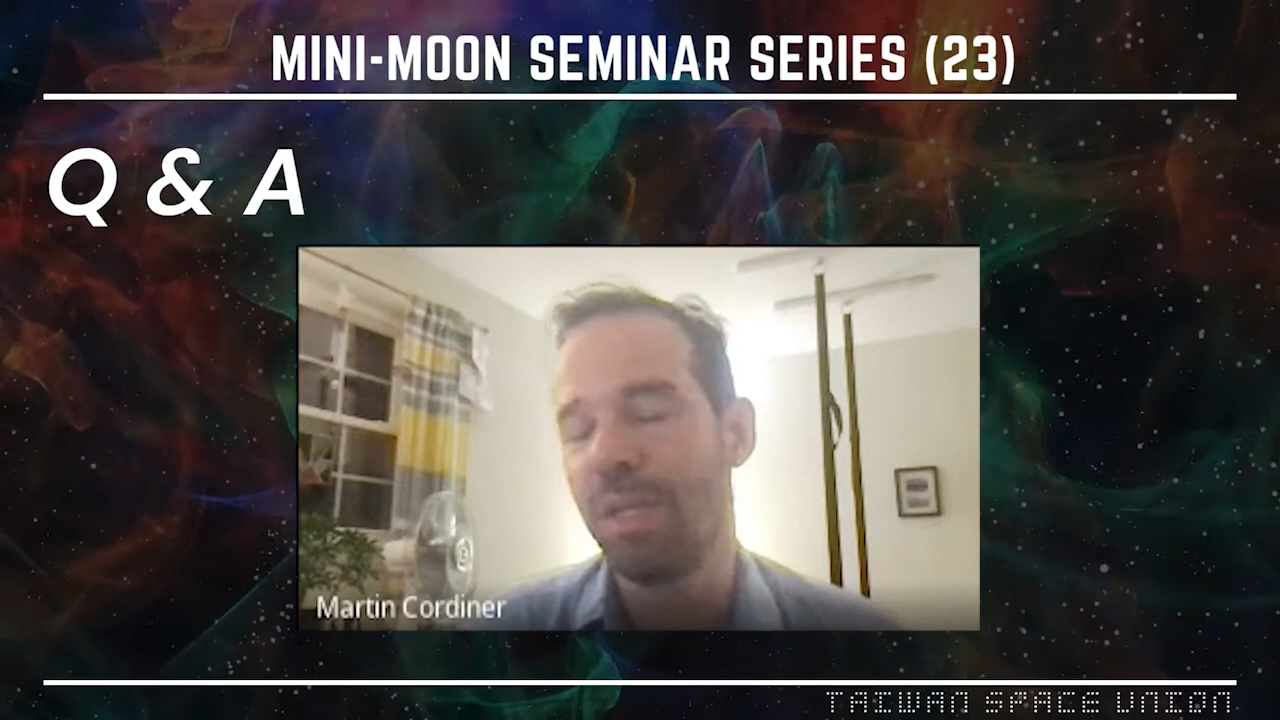 MINI-MOON SEMINAR SERIES (23)
Q & A
Martin Cordiner
TAIWAN SPACE UNION